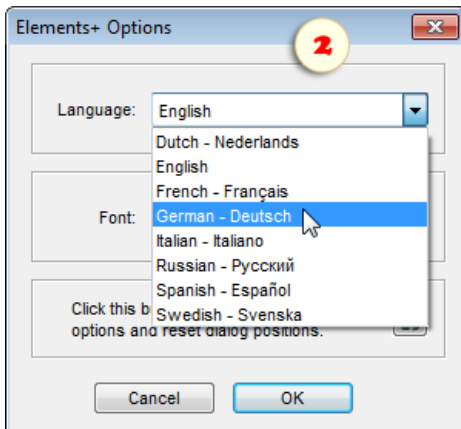 Elements+ Options
2
Language: English
Dutch - Nederlands
English
French - Français
Font: German - Deutsch
Italian - Italiano
Russian - Русский
Spanish - Español
Swedish - Svenska
Click this
options and reset dialog positions.
Cancel OK